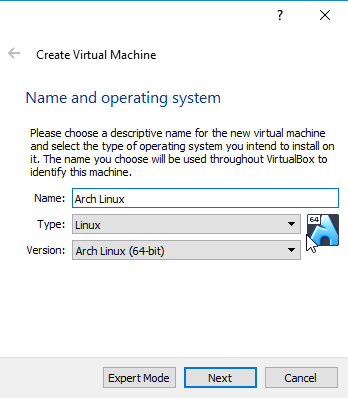 ?
Create Virtual Machine
Name and operating system
Please choose a descriptive name for the new virtual machine
and select the type of operating system you intend to install on
it. The name you choose will be used throughout VirtualBox to
identify this machine.
Name: Arch Linux
Type: Linux
64
Version: Arch Linux (64-bit)
Expert Mode Next Cancel